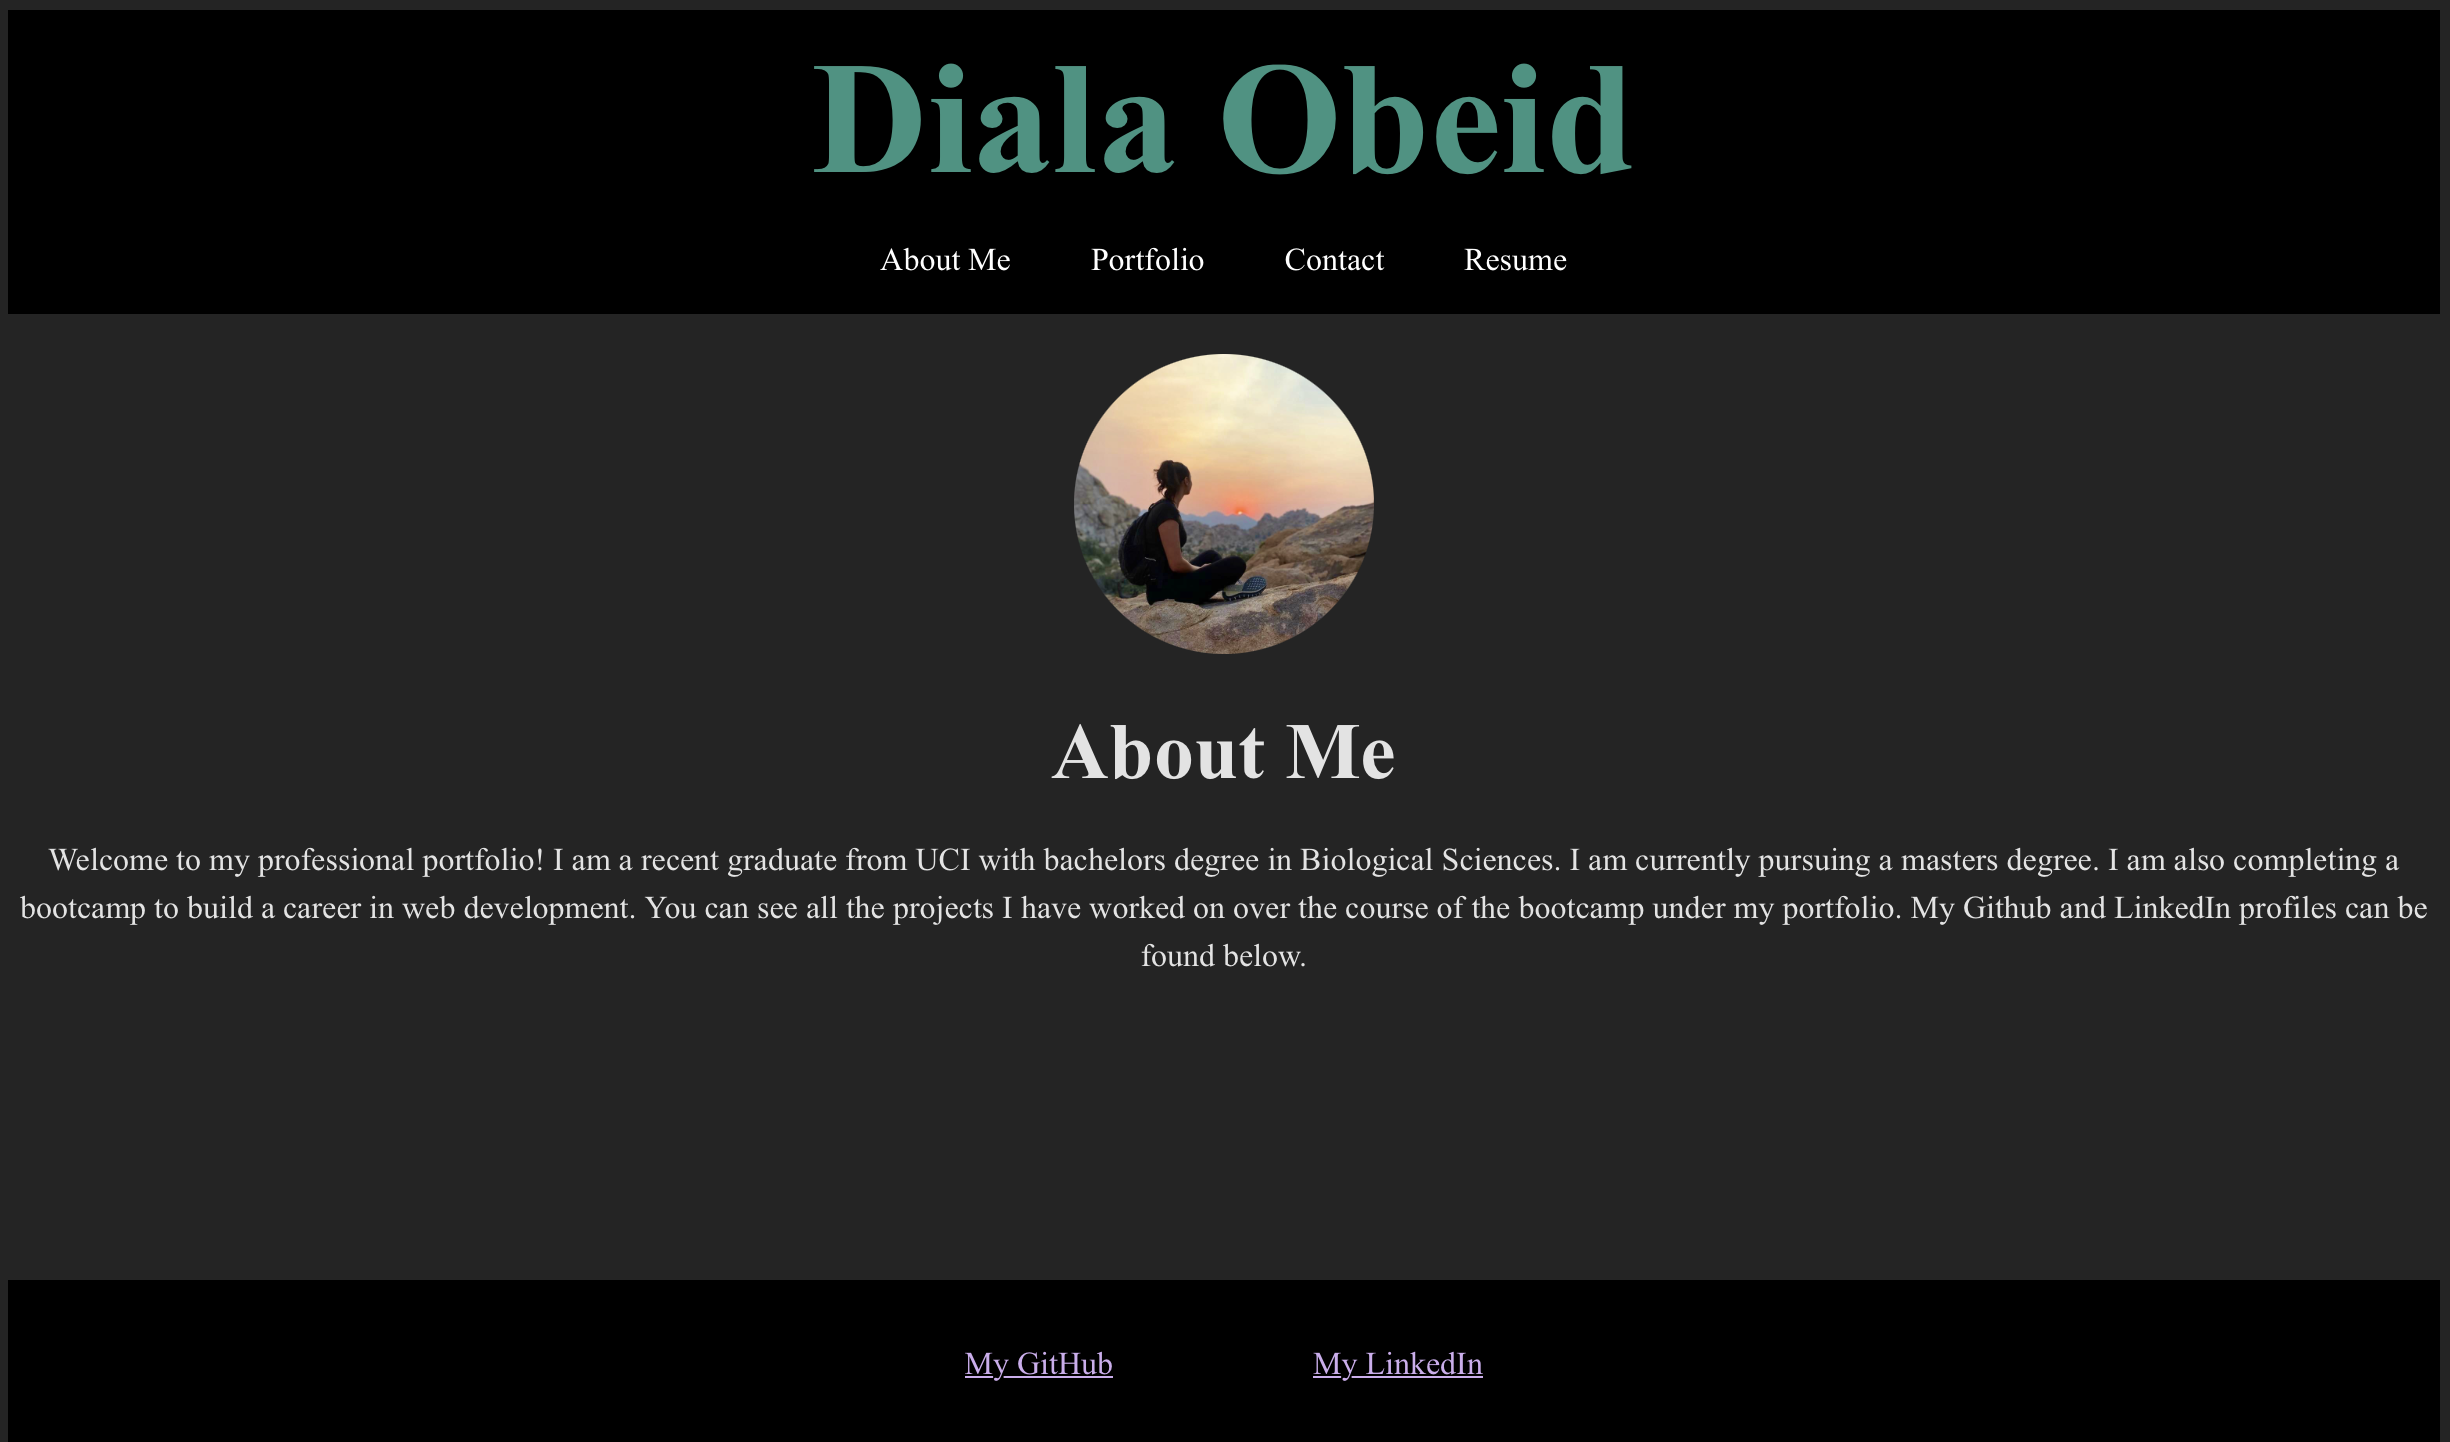 Diala Obeid
About Me Portfolio Contact Resume
About Me
Welcome to my professional portfolio! I am a recent graduate from UCI with bachelors degree in Biological Sciences. I am currently pursuing a masters degree. I am also completing a
bootcamp to build a career in web development. You can see all the projects I have worked on over the course of the bootcamp under my portfolio. My Github and LinkedIn profiles can be
found below.
My GitHub My LinkedIn